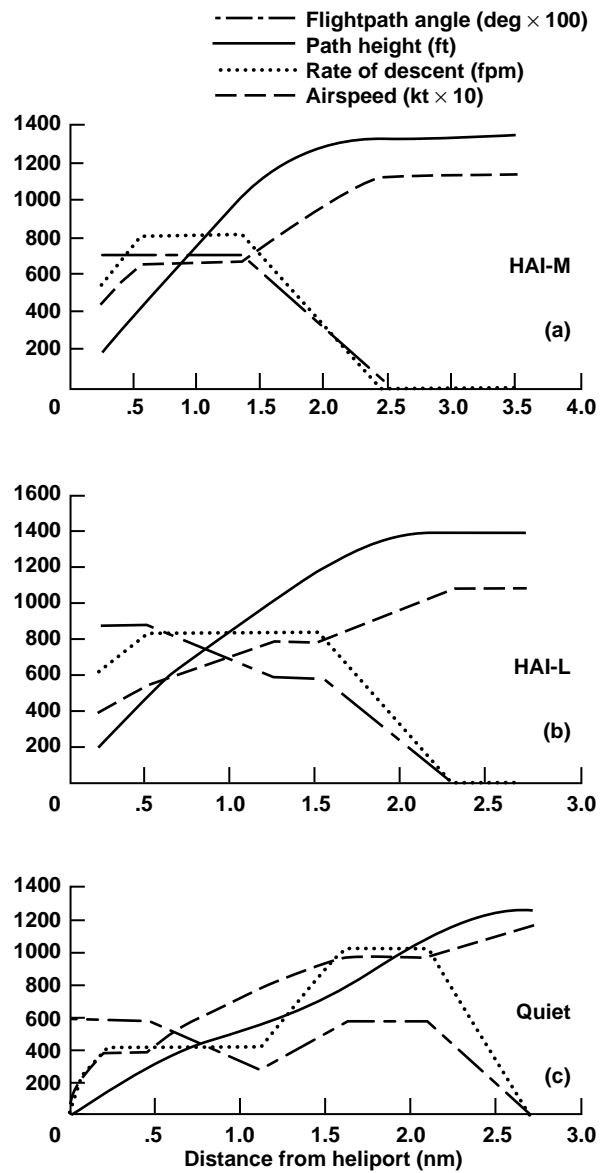 Flightpath angle (deg × 100)
Path height (ft)
Rate of descent (fpm)
Airspeed (kt × 10)
1400
1200
1000
800
600
400
200
HAI-M
(a)
0 .5 1.0 1.5 2.0 2.5 3.0 3.5 4.0
1600
1400
1200
1000
800
600
400
200
HAI-L
(b)
0 .5 1.0 1.5 2.0 2.5 3.0
1400
1200
1000
800
600
400
200
Quiet
(c)
0 .5 1.0 1.5 2.0 2.5 3.0
Distance from heliport (nm)